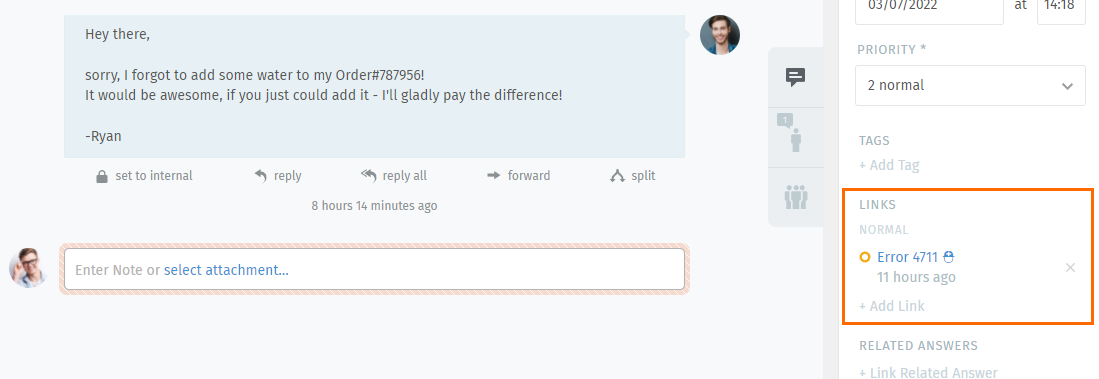 Hey there,
sorry, I forgot to add some water to my Order#787956!
It would be awesome, if you just could add it - I'll gladly pay the difference!
-Ryan
set to internal
reply
reply all
forward
split
8 hours 14 minutes ago
Enter Note or select attachment...
1
03/07/2022 at 14:18
PRIORITY *
2 normal
TAGS
+ Add Tag
LINKS
NORMAL
Error 4711
11 hours ago
+ Add Link
RELATED ANSWERS
+ Link Related Answer